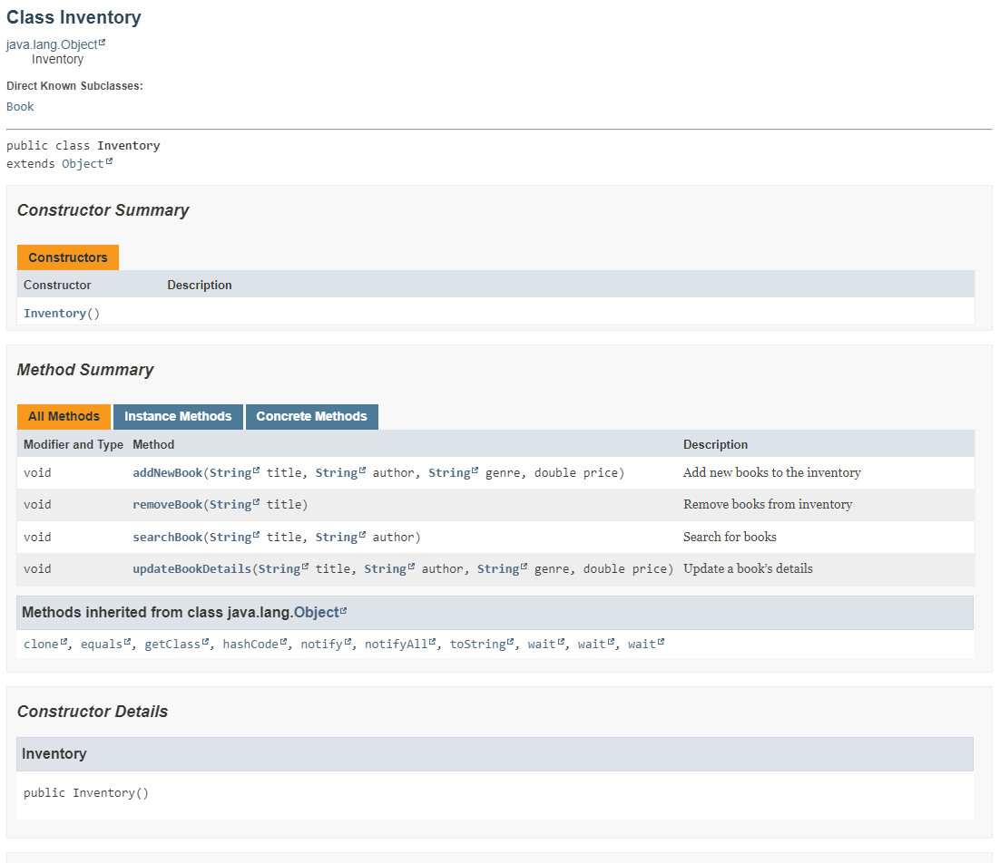 Class Inventory
java.lang.Object
Inventory
Direct Known Subclasses:
Book
public class Inventory
extends Object
Constructor Summary
Constructors
Constructor Description
Inventory()
Method Summary
All Methods Instance Methods Concrete Methods
Modifier and Type Method Description
void addNewBook(String title, String author, String genre, double price) Add new books to the inventory
void removeBook(String title) Remove books from inventory
void searchBook(String title, String author) Search for books
void updateBookDetails(String title, String author, String genre, double price) Update a book’s details
Methods inherited from class java.lang.Object
clone, equals, getClass, hashCode, notify, notifyAll, toString, wait, wait, wait
Constructor Details
Inventory
public Inventory()